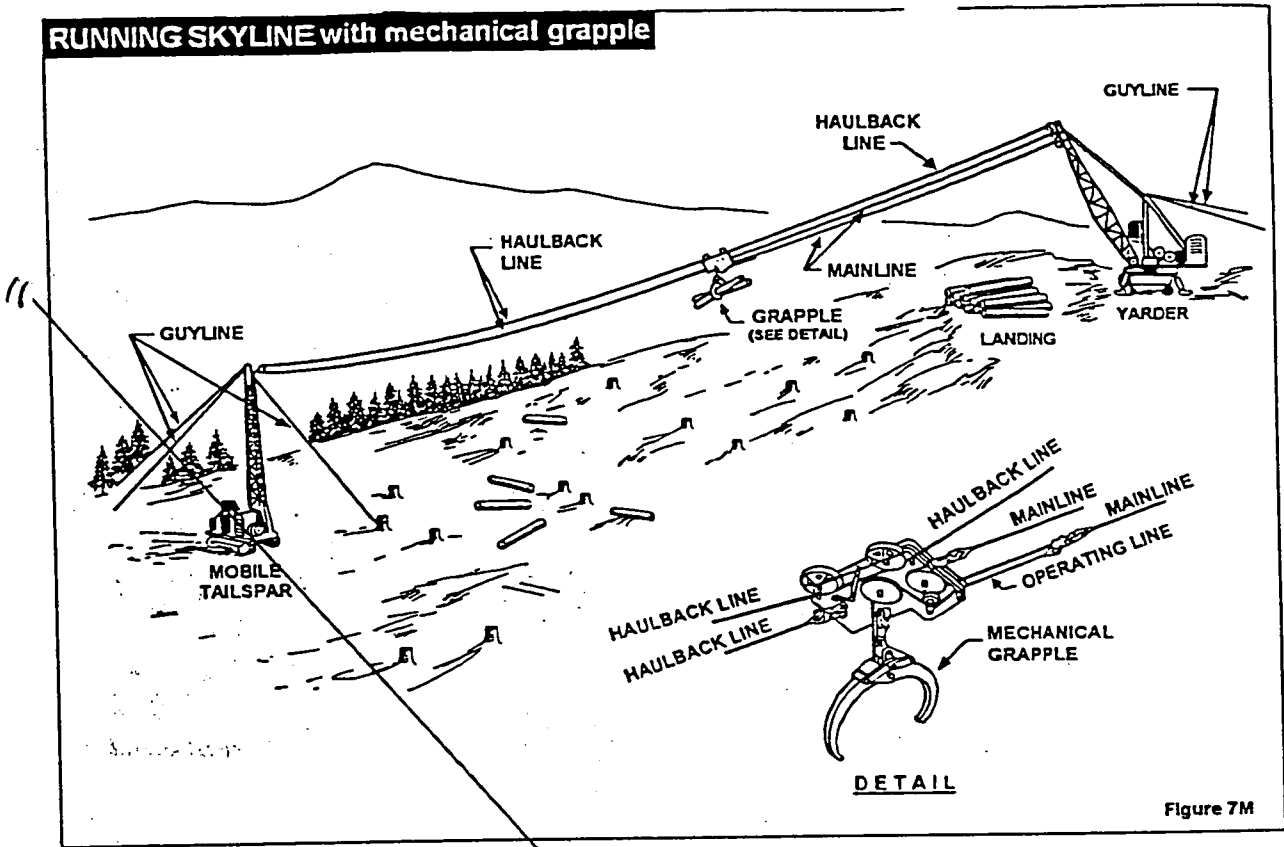 RUNNING SKYLINE with mechanical grapple
GUYLINE
HAULBACK
LINE
HAULBACK
LINE
MAINLINE
GUYLINE
GRAPPLE
(SEE DETAIL)
LANDING
YARDER
MOBILE
TAILSPAR
HAULBACK LINE
MAINLINE
MAINLINE
OPERATING LINE
HAULBACK LINE
HAULBACK LINE
MECHANICAL
GRAPPLE
DETAIL
Figure 7M